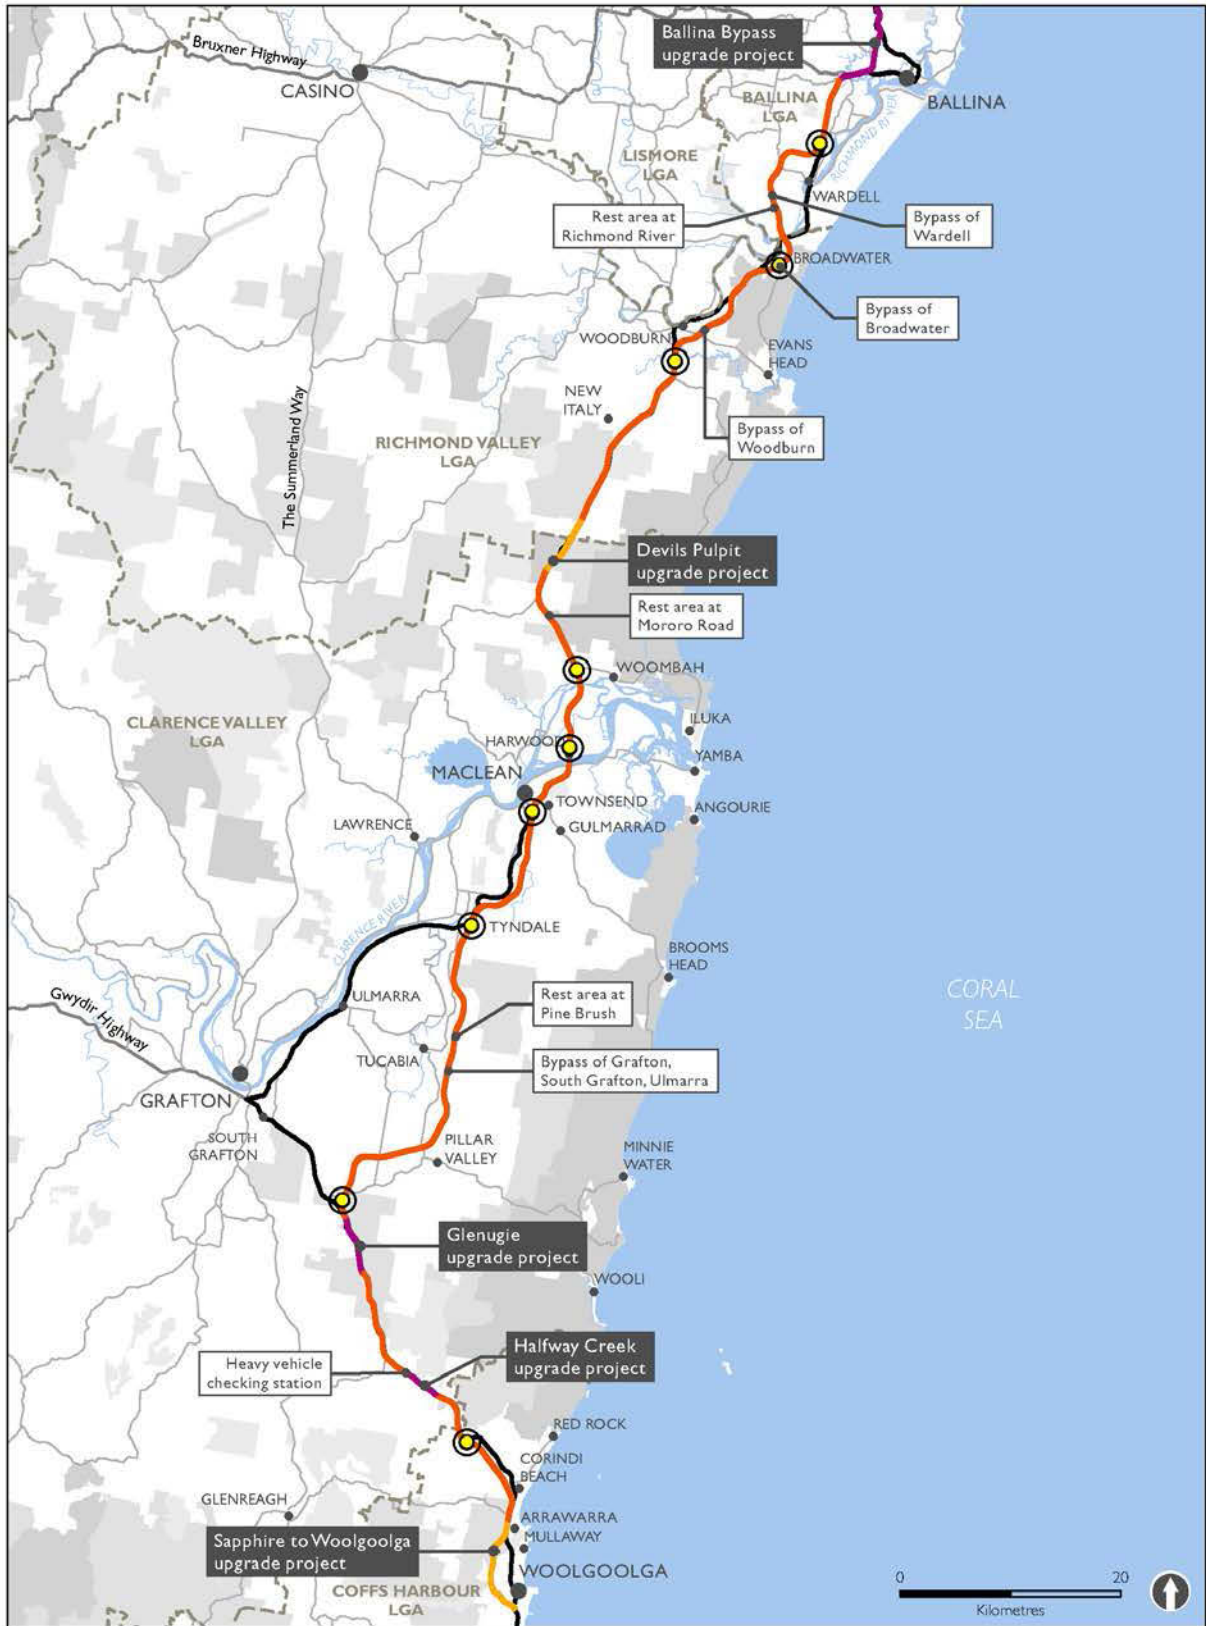 Ballina Bypass
upgrade project
Bruxner Highway
CASINO
BALLINA
BALLINA
LGA
RICHMOND RIVER
LISMORE
LGA
WARDELL
Rest area at
Richmond River
Bypass of
Wardell
BROADWATER
Bypass of
Broadwater
WOODBURN
EVANS
HEAD
NEW
ITALY
The Summerland Way
RICHMOND VALLEY
LGA
Bypass of
Woodburn
Devils Pulpit
upgrade project
Rest area at
Mororo Road
WOOMBAH
CLARENCE VALLEY
LGA
ILUKA
HARWOOD
YAMBA
MACLEAN
TOWNSEND
ANGOURIE
LAWRENCE
GULMARRAD
CLARENCE RIVER
TYNDALE
BROOMS
HEAD
CORAL
SEA
Gwydir Highway
ULMARRA
Rest area at
Pine Brush
TUCABIA
Bypass of Grafton,
South Grafton, Ulmarra
GRAFTON
SOUTH
GRAFTON
PILLAR
VALLEY
MINNIE
WATER
Glenugie
upgrade project
WOOLI
Halfway Creek
upgrade project
Heavy vehicle
checking station
RED ROCK
CORINDI
BEACH
GLENREAGH
ARRAWARRA
MULLAWAY
Sapphire to Woolgoolga
upgrade project
WOOLGOOLGA
COFFS HARBOUR
LGA
0 20
Kilometres